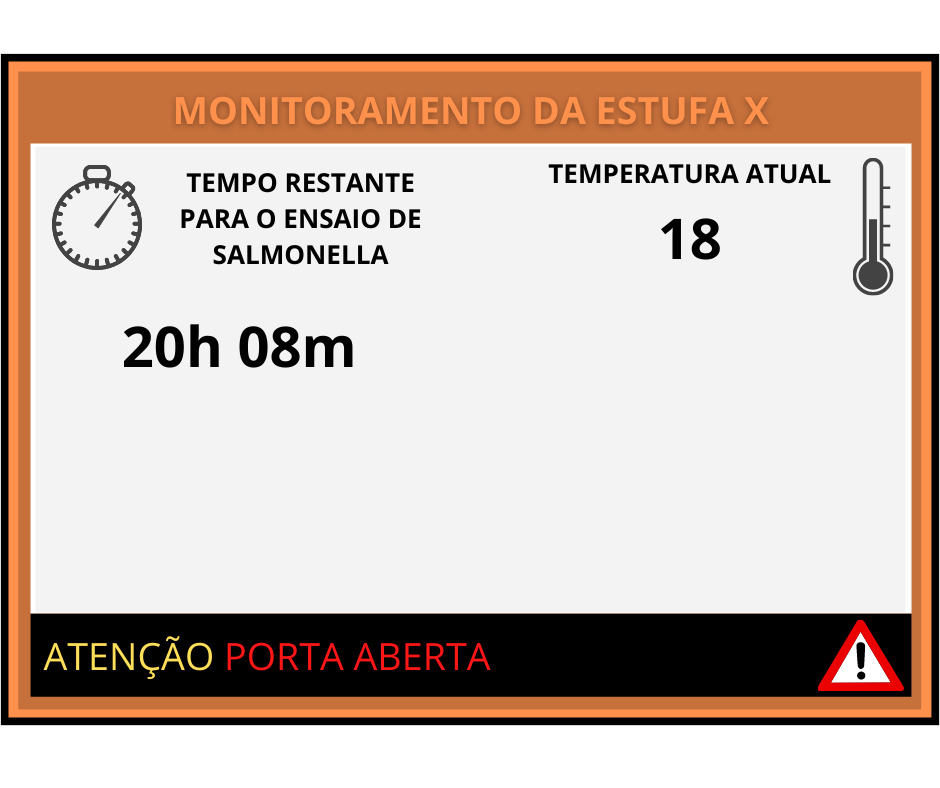 MONITORAMENTO DA ESTUFA X
TEMPO RESTANTE
PARA O ENSAIO DE
SALMONELLA
20h 08m
TEMPERATURA ATUAL
18
ATENÇÃO PORTA ABERTA